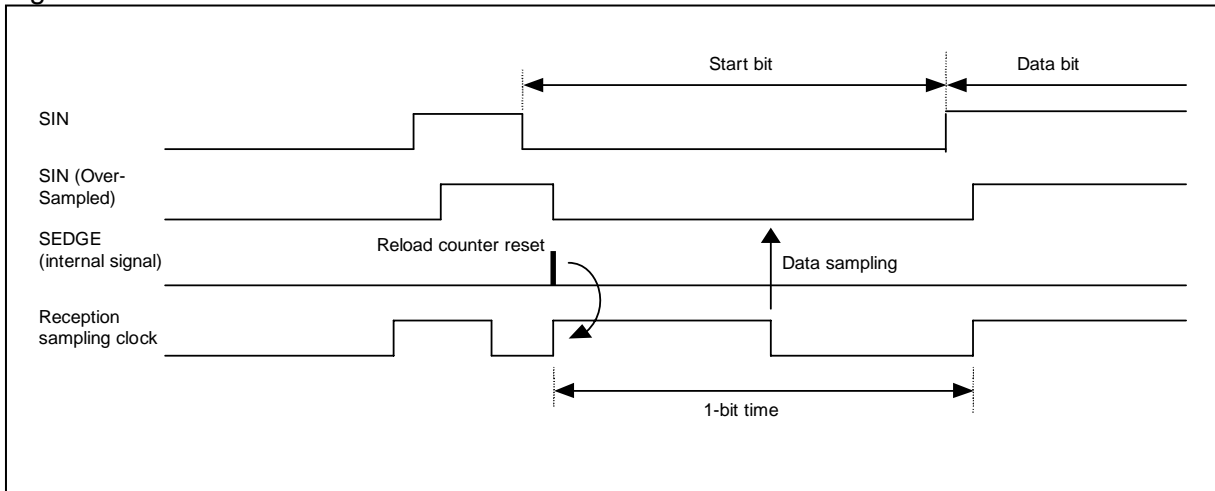 Start bit
Data bit
SIN
SIN (Over-
Sampled)
SEDGE
(internal signal)
Reload counter reset
Data sampling
Reception
sampling clock
1-bit time